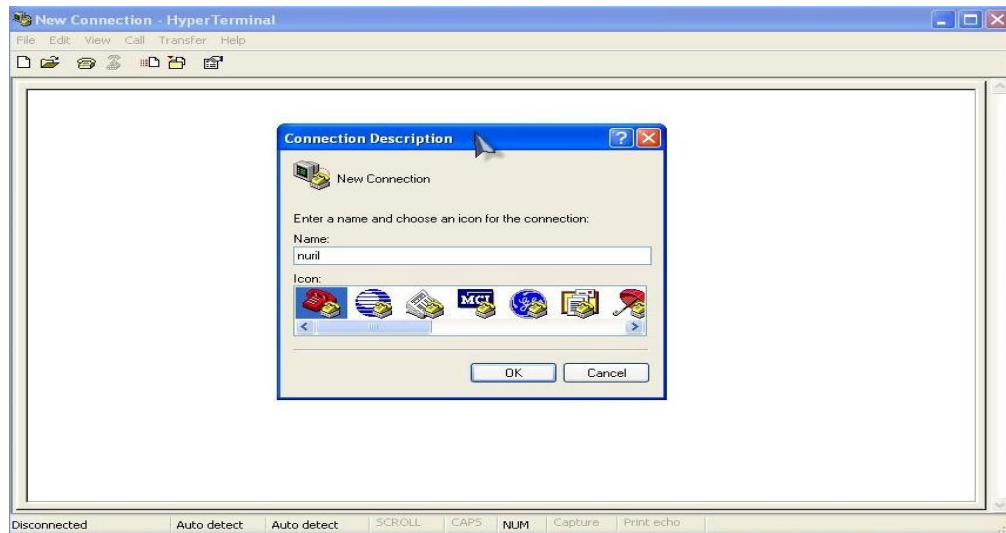 New Connection - HyperTerminal
File Edit View Call Transfer Help
Connection Description
New Connection
Enter a name and choose an icon for the connection:
Name:
nuril
Icon:
MCI
OK Cancel
Disconnected Auto detect Auto detect SCROLL CAPS NUM Capture Print echo